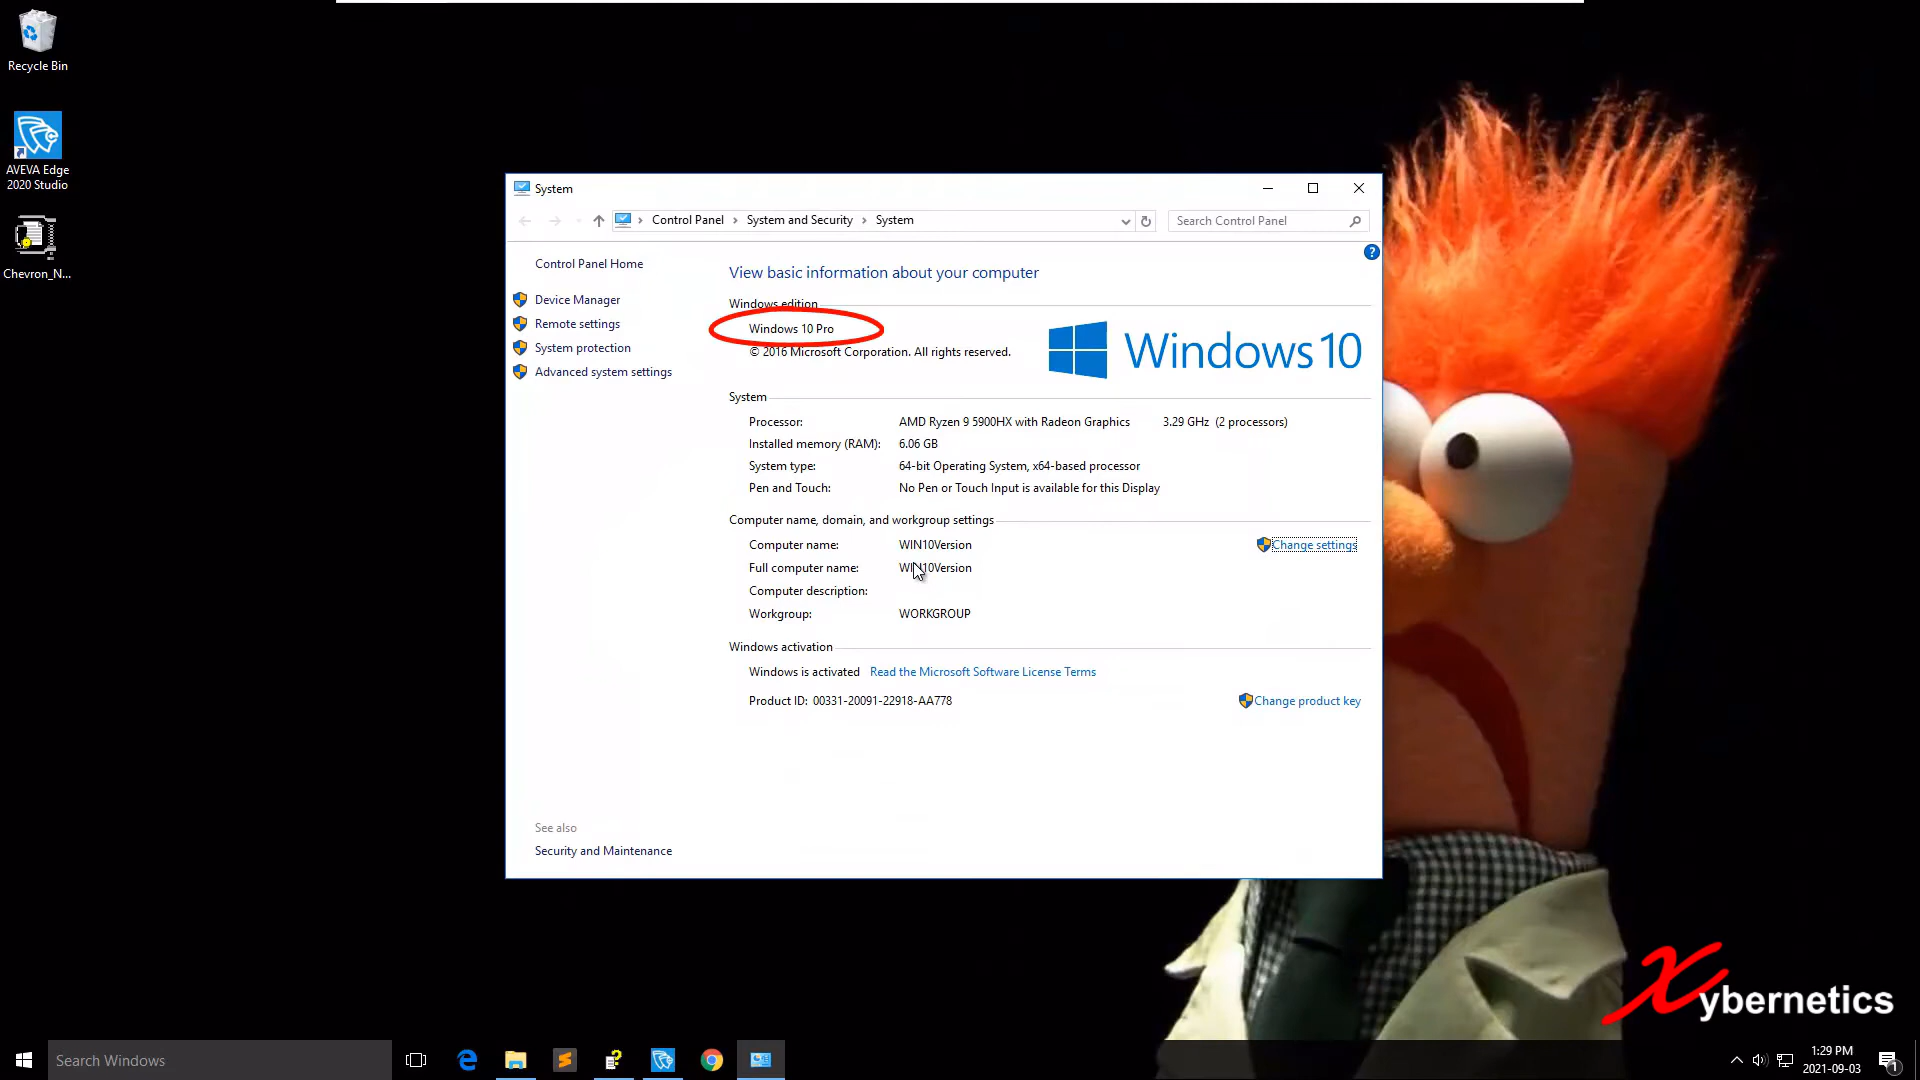 Recycle Bin
AVEVA Edge
2020 Studio
Chevron_N...
System
Control Panel > System and Security > System
Search Control Panel
Control Panel Home
Device Manager
Remote settings
System protection
Advanced system settings
See also
Security and Maintenance
View basic information about your computer
Windows edition
Windows 10 Pro
© 2016 Microsoft Corporation. All rights reserved.
Windows 10
System
Processor: AMD Ryzen 9 5900HX with Radeon Graphics 3.29 GHz (2 processors)
Installed memory (RAM): 6.06 GB
System type: 64-bit Operating System, x64-based processor
Pen and Touch: No Pen or Touch Input is available for this Display
Computer name, domain, and workgroup settings
Computer name: WIN10Version Change settings
Full computer name: WIN10Version
Computer description:
Workgroup: WORKGROUP
Windows activation
Windows is activated Read the Microsoft Software License Terms
Product ID: 00331-20091-22918-AA778 Change product key
Xybernetics
Search Windows
1:29 PM
2021-09-03
1